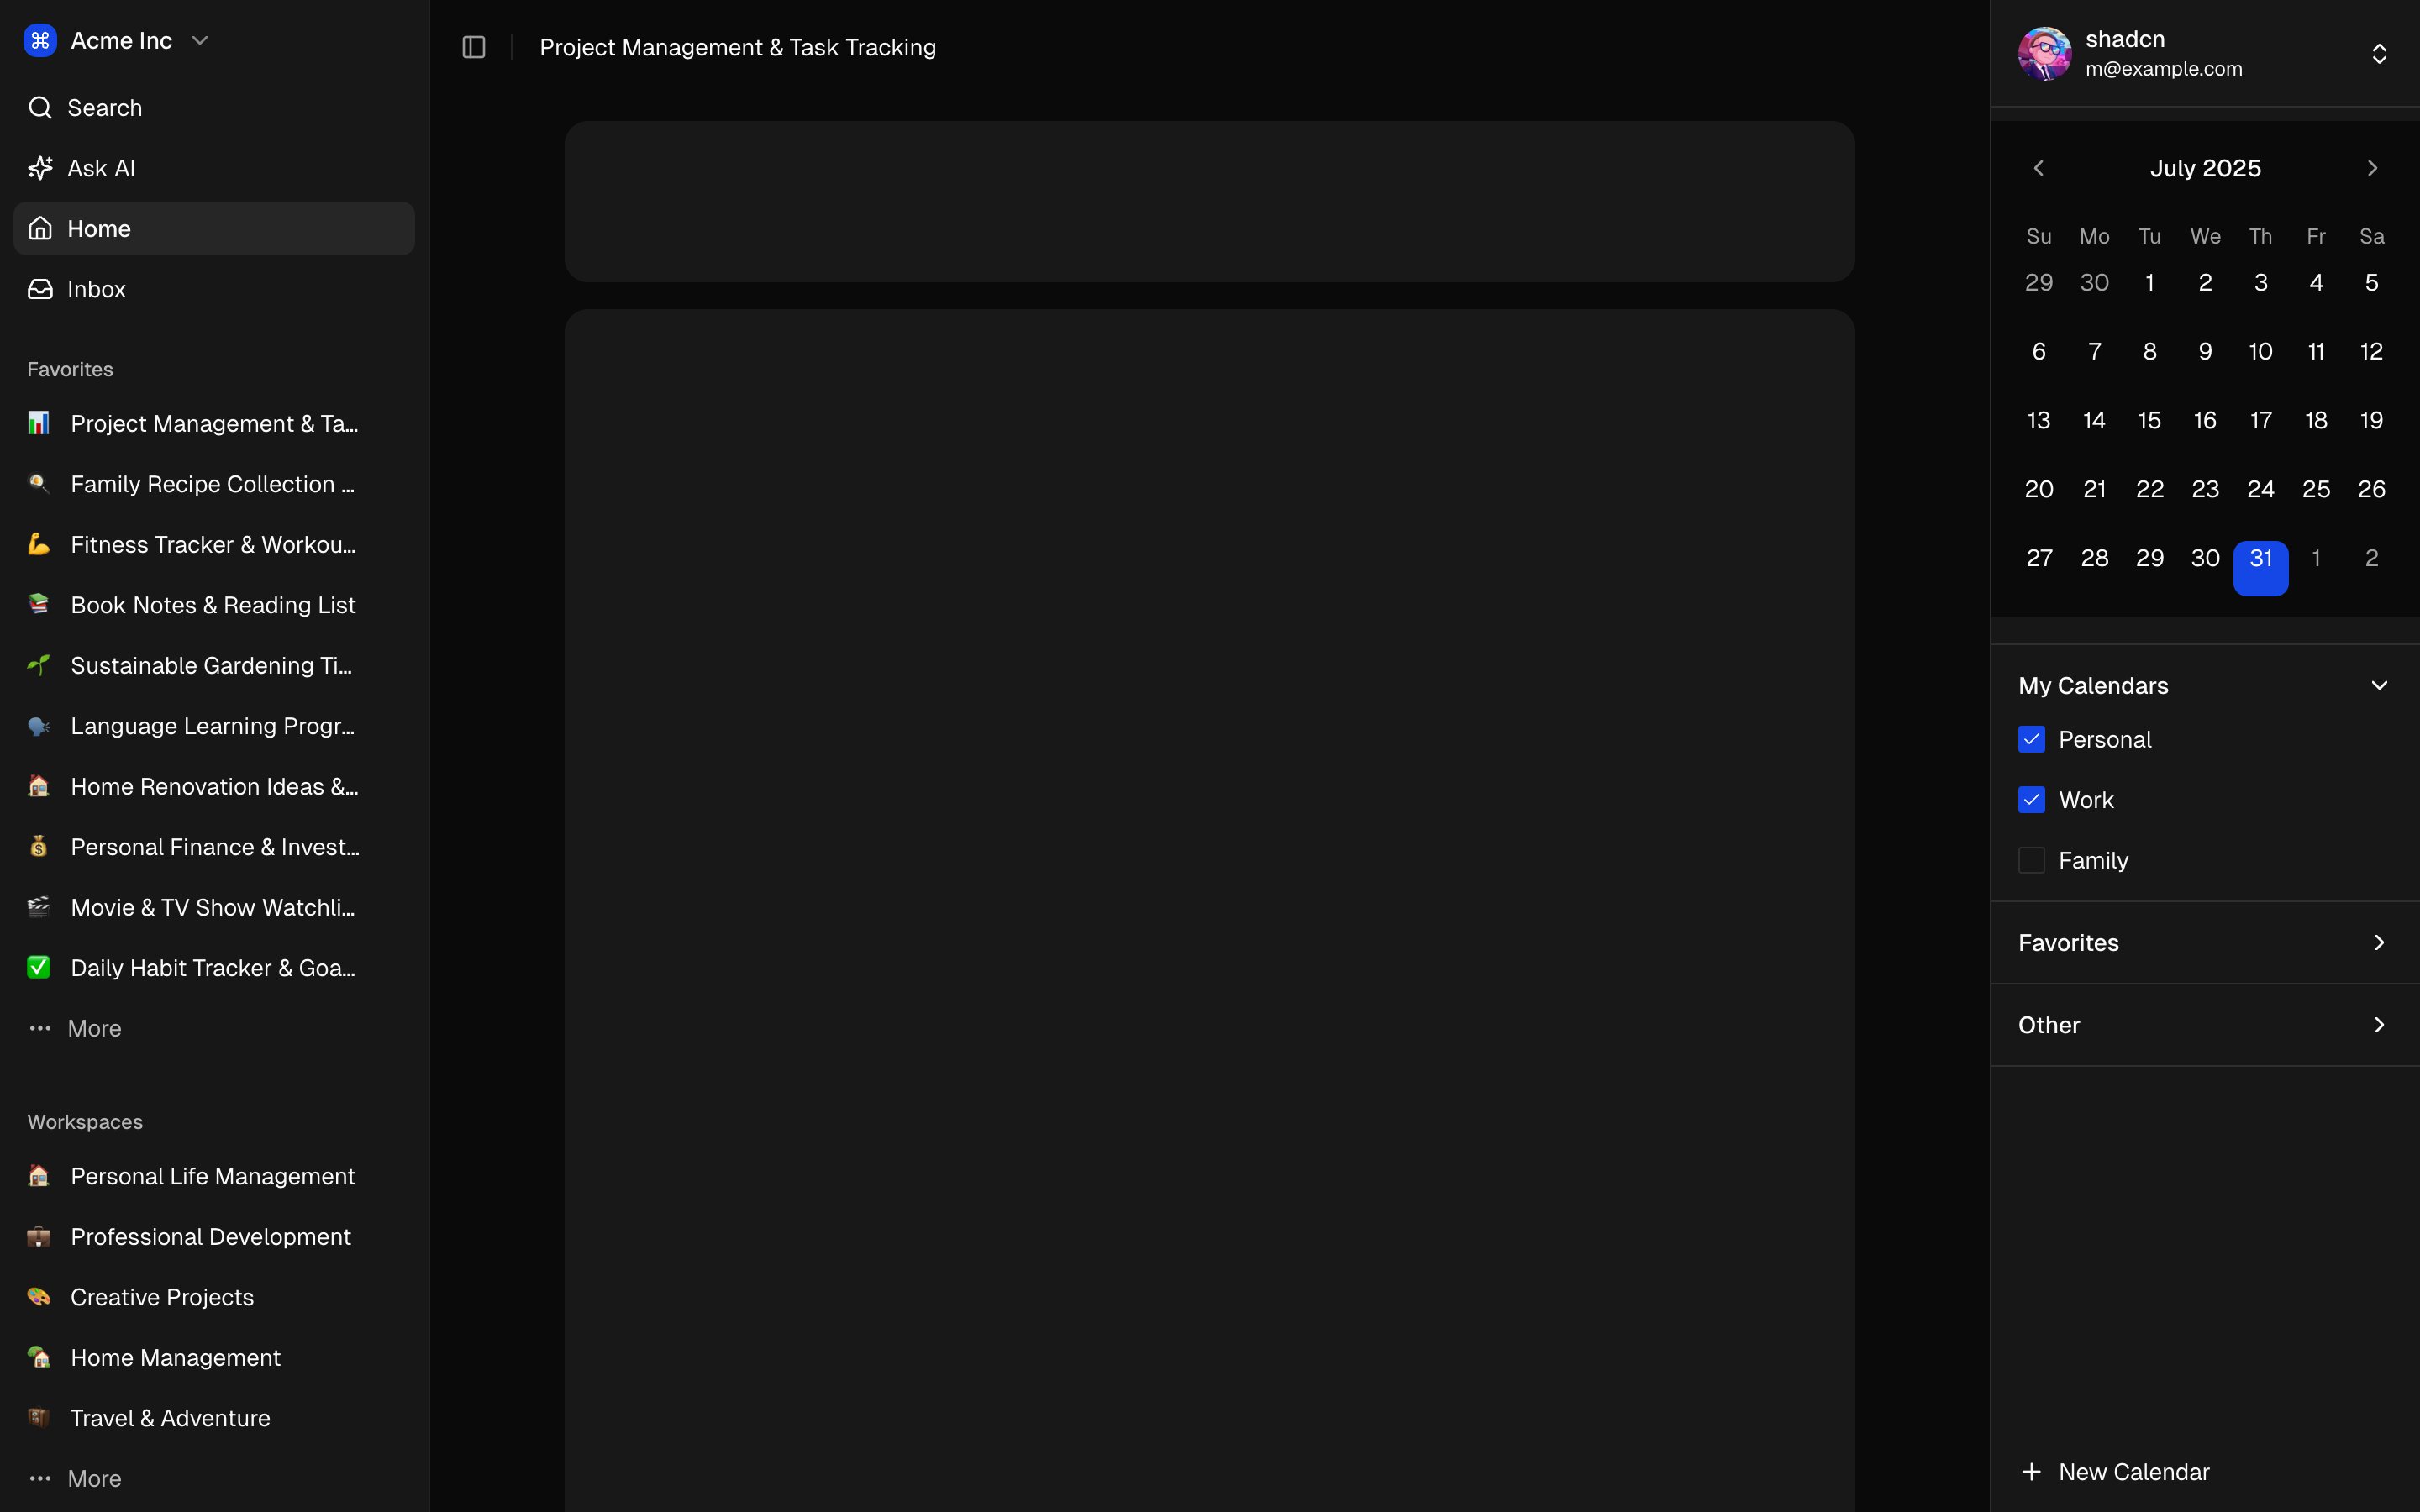 Acme Inc
Search
Ask AI
Home
Inbox
Favorites
Project Management & Ta...
Family Recipe Collection ...
Fitness Tracker & Workou...
Book Notes & Reading List
Sustainable Gardening Ti...
Language Learning Progr...
Home Renovation Ideas &...
Personal Finance & Invest...
Movie & TV Show Watchli...
Daily Habit Tracker & Goa...
More
Workspaces
Personal Life Management
Professional Development
Creative Projects
Home Management
Travel & Adventure
More
Project Management & Task Tracking
shadcn
m@example.com
July 2025
Su Mo Tu We Th Fr Sa
29 30 1 2 3 4 5
6 7 8 9 10 11 12
13 14 15 16 17 18 19
20 21 22 23 24 25 26
27 28 29 30 31 1 2
My Calendars
Personal
Work
Family
Favorites
Other
New Calendar